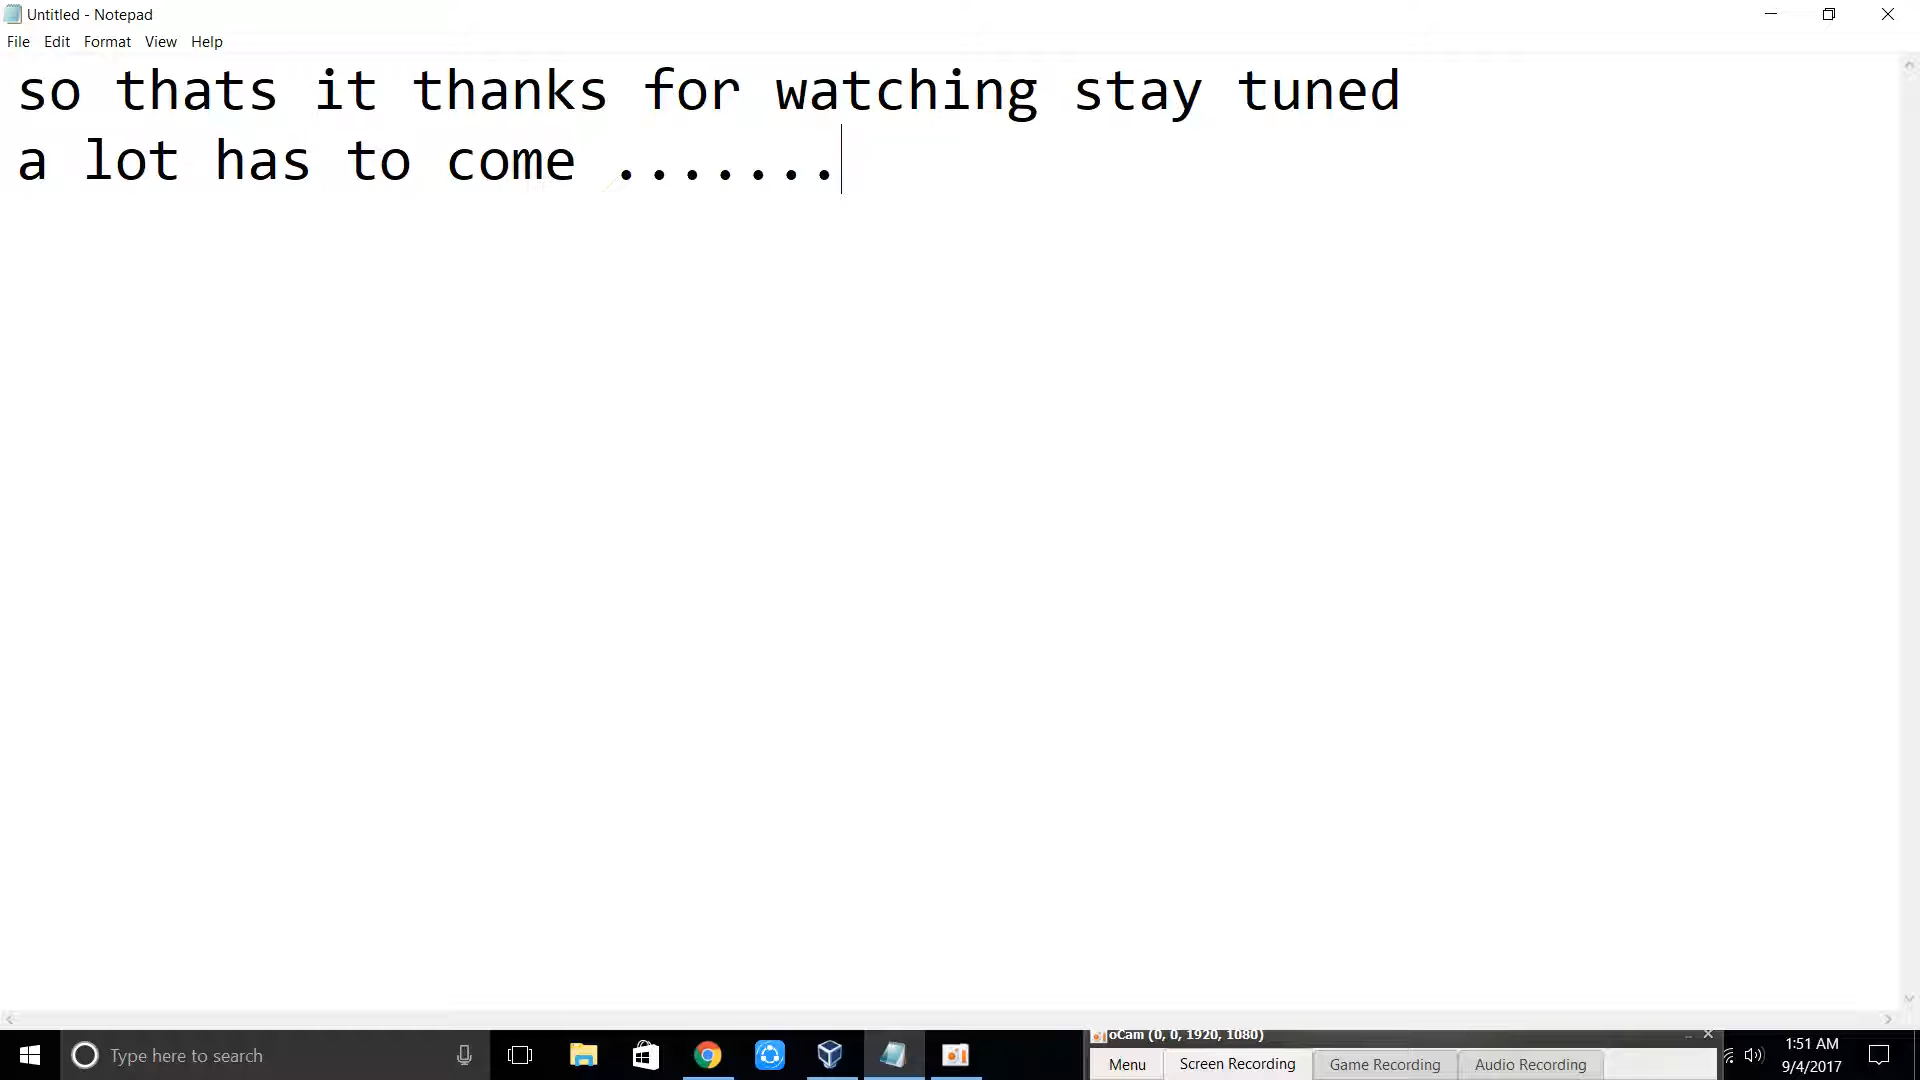 Untitled - Notepad
File Edit Format View Help
so thats it thanks for watching stay tuned
a lot has to come .......
Type here to search
oCam (0, 0, 1920, 1080)
Menu Screen Recording Game Recording Audio Recording
1:51 AM
9/4/2017